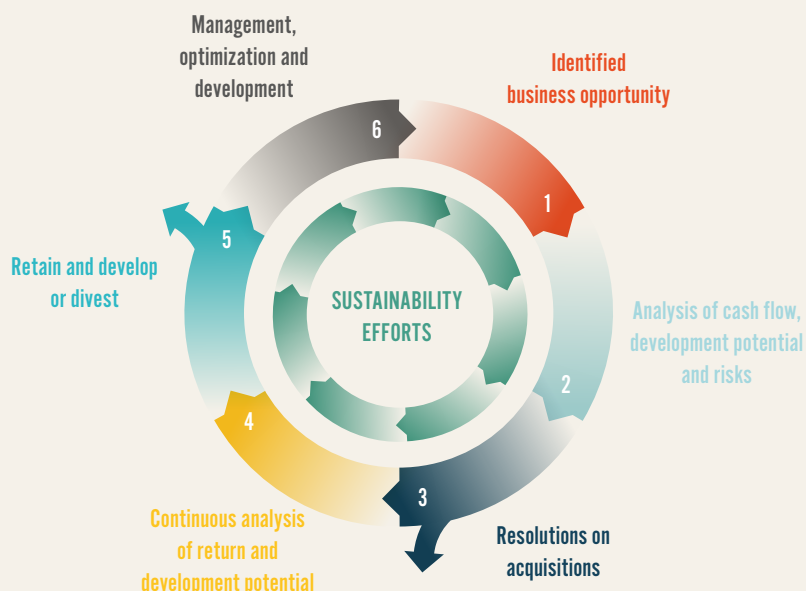 Management,
optimization and
development
6
Identified
business opportunity
1
Analysis of cash flow,
development potential
and risks
2
Resolutions on
acquisitions
3
Continuous analysis
of return and
development potential
4
Retain and develop
or divest
5
SUSTAINABILITY
EFFORTS